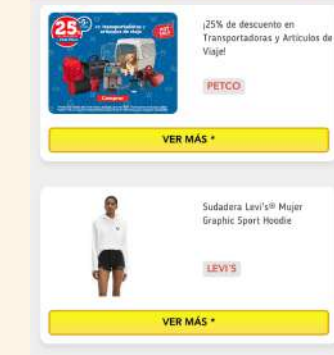 25%
Comprar
¡25% de descuento en
Transportadoras y Artículos de
Viaje!
PETCO
VER MÁS *
Sudadera Levi's® Mujer
Graphic Sport Hoodie
LEVI'S
VER MÁS *